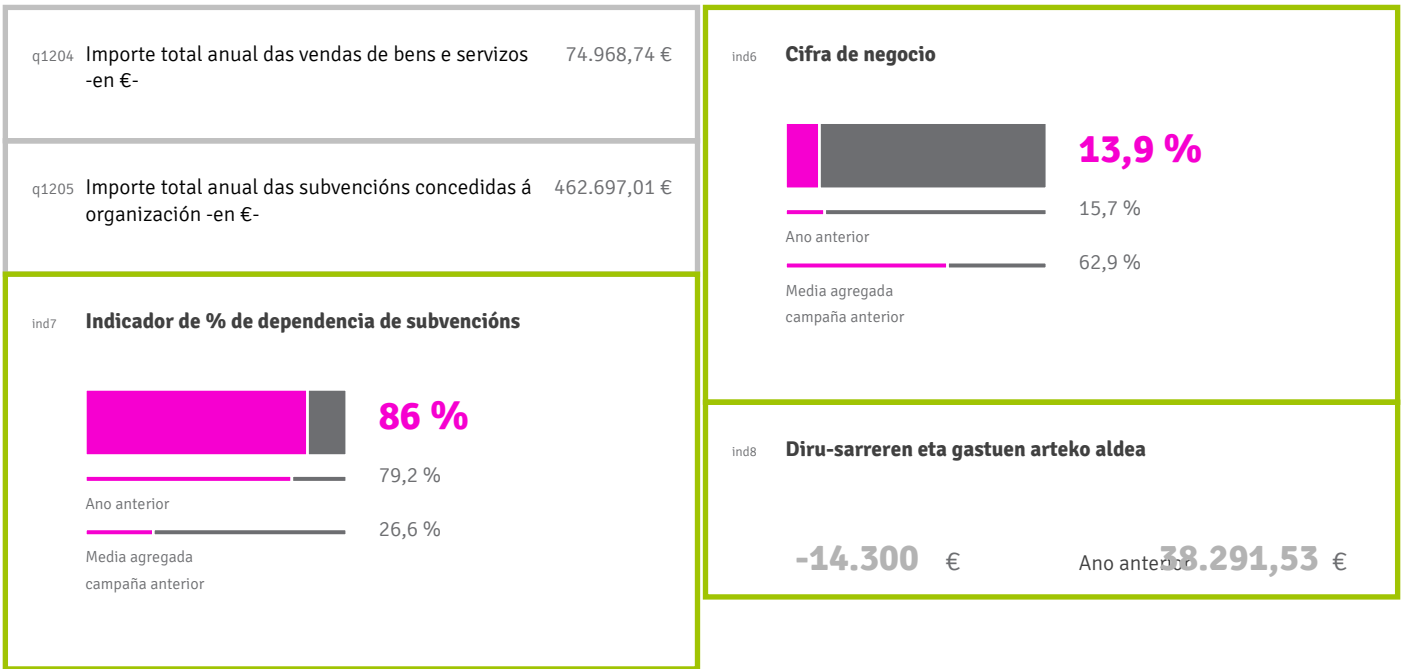 q1204 Importe total anual das vendas de bens e servizos 74.968,74 €
-en €-
q1205 Importe total anual das subvencións concedidas á 462.697,01 €
organización -en €-
ind7 Indicador de % de dependencia de subvencións
86 %
79,2 %
Ano anterior
26,6 %
Media agregada
campaña anterior
ind6 Cifra de negocio
13,9 %
15,7 %
Ano anterior
62,9 %
Media agregada
campaña anterior
ind8 Diru-sarreren eta gastuen arteko aldea
-14.300 € Ano anterior 38.291,53 €